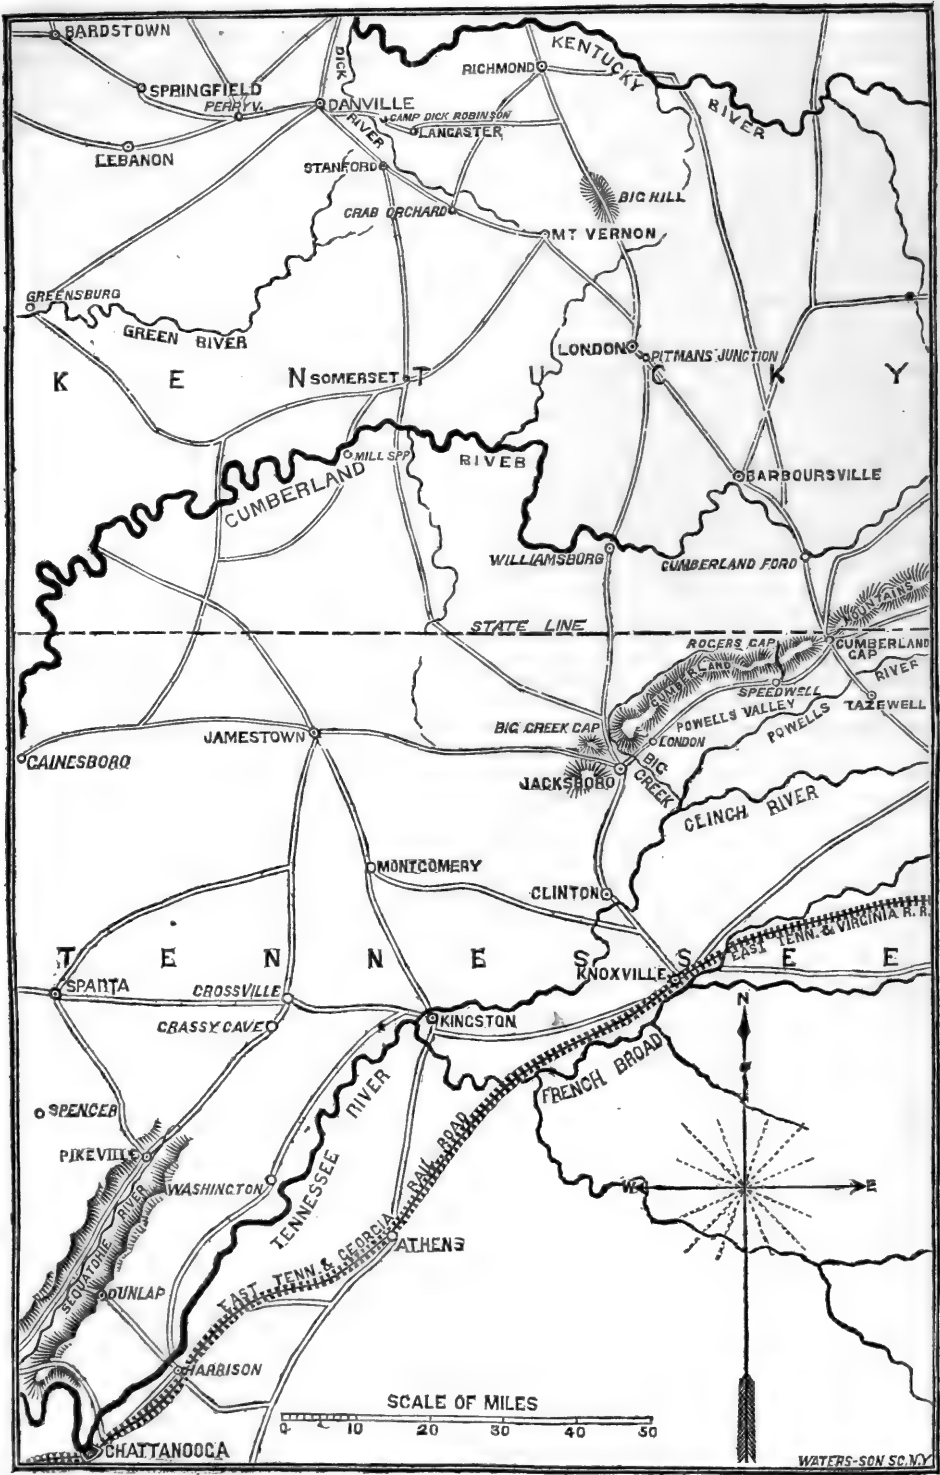 BARDSTOWN
KENTUCKY RIVER
DICK RIVER
RICHMOND
SPRINGFIELD
PERRYV.
DANVILLE
CAMP DICK ROBINSON
LANCASTER
LEBANON
STANFORD
BIG HILL
CRAB ORCHARD
MT VERNON
GREENSBURG
GREEN RIVER
LONDON
PITMANS JUNCTION
KENTUCKY
SOMERSET
MILL SPP
CUMBERLAND RIVER
BARBOURSVILLE
WILLIAMSBURG
CUMBERLAND FORD
STATE LINE
CUMBERLAND MOUNTAINS
ROGERS GAP
CUMBERLAND GAP
SPEEDWELL
POWELLS VALLEY
POWELLS RIVER
TAZEWELL
BIG CREEK GAP
LONDON
JAMESTOWN
GAINESBORO
JACKSBORO
BIG CREEK
CLINCH RIVER
MONTGOMERY
CLINTON
EAST TENN. & VIRGINIA R. R.
TENNESSEE
SPARTA
CROSSVILLE
KNOXVILLE
GRASSY CAVE
KINGSTON
N
FRENCH BROAD
SPENCER
PIKEVILLE
WASHINGTON
TENNESSEE RIVER
W
E
SEQUATCHIE RIVER
EAST TENN. & GEORGIA RAIL ROAD
ATHENS
DUNLAP
HARRISON
SCALE OF MILES
0 10 20 30 40 50
CHATTANOOGA
WATERS-SON SC. N.Y